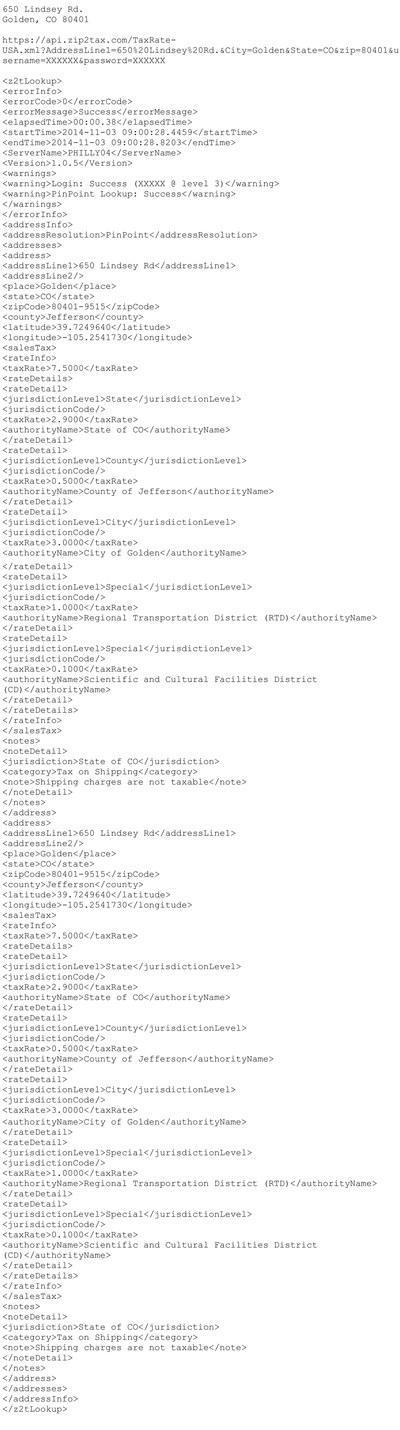 650 Lindsey Rd.
Golden, CO 80401
https://api.zip2tax.com/TaxRate-
USA.xml?AddressLine1=650%20Lindsey%20Rd.&City=Golden&State=CO&zip=80401&u
sername=XXXXXX&password=XXXXXX
<z2tLookup>
<errorInfo>
<errorCode>0</errorCode>
<errorMessage>Success</errorMessage>
<elapsedTime>00:00.38</elapsedTime>
<startTime>2014-11-03 09:00:28.4459</startTime>
<endTime>2014-11-03 09:00:28.8203</endTime>
<ServerName>PHILLY04</ServerName>
<Version>1.0.5</Version>
<warnings>
<warning>Login: Success (XXXXX @ level 3)</warning>
<warning>PinPoint Lookup: Success</warning>
</warnings>
</errorInfo>
<addressInfo>
<addressResolution>PinPoint</addressResolution>
<addresses>
<address>
<addressLine1>650 Lindsey Rd</addressLine1>
<addressLine2/>
<place>Golden</place>
<state>CO</state>
<zipCode>80401-9515</zipCode>
<county>Jefferson</county>
<latitude>39.7249640</latitude>
<longitude>-105.2541730</longitude>
<salesTax>
<rateInfo>
<taxRate>7.5000</taxRate>
<rateDetails>
<rateDetail>
<jurisdictionLevel>State</jurisdictionLevel>
<jurisdictionCode/>
<taxRate>2.9000</taxRate>
<authorityName>State of CO</authorityName>
</rateDetail>
<rateDetail>
<jurisdictionLevel>County</jurisdictionLevel>
<jurisdictionCode/>
<taxRate>0.5000</taxRate>
<authorityName>County of Jefferson</authorityName>
</rateDetail>
<rateDetail>
<jurisdictionLevel>City</jurisdictionLevel>
<jurisdictionCode/>
<taxRate>3.0000</taxRate>
<authorityName>City of Golden</authorityName>
</rateDetail>
<rateDetail>
<jurisdictionLevel>Special</jurisdictionLevel>
<jurisdictionCode/>
<taxRate>1.0000</taxRate>
<authorityName>Regional Transportation District (RTD)</authorityName>
</rateDetail>
<rateDetail>
<jurisdictionLevel>Special</jurisdictionLevel>
<jurisdictionCode/>
<taxRate>0.1000</taxRate>
<authorityName>Scientific and Cultural Facilities District
(CD)</authorityName>
</rateDetail>
</rateDetails>
</rateInfo>
</salesTax>
<notes>
<noteDetail>
<jurisdiction>State of CO</jurisdiction>
<category>Tax on Shipping</category>
<note>Shipping charges are not taxable</note>
</noteDetail>
</notes>
</address>
<address>
<addressLine1>650 Lindsey Rd</addressLine1>
<addressLine2/>
<place>Golden</place>
<state>CO</state>
<zipCode>80401-9515</zipCode>
<county>Jefferson</county>
<latitude>39.7249640</latitude>
<longitude>-105.2541730</longitude>
<salesTax>
<rateInfo>
<taxRate>7.5000</taxRate>
<rateDetails>
<rateDetail>
<jurisdictionLevel>State</jurisdictionLevel>
<jurisdictionCode/>
<taxRate>2.9000</taxRate>
<authorityName>State of CO</authorityName>
</rateDetail>
<rateDetail>
<jurisdictionLevel>County</jurisdictionLevel>
<jurisdictionCode/>
<taxRate>0.5000</taxRate>
<authorityName>County of Jefferson</authorityName>
</rateDetail>
<rateDetail>
<jurisdictionLevel>City</jurisdictionLevel>
<jurisdictionCode/>
<taxRate>3.0000</taxRate>
<authorityName>City of Golden</authorityName>
</rateDetail>
<rateDetail>
<jurisdictionLevel>Special</jurisdictionLevel>
<jurisdictionCode/>
<taxRate>1.0000</taxRate>
<authorityName>Regional Transportation District (RTD)</authorityName>
</rateDetail>
<rateDetail>
<jurisdictionLevel>Special</jurisdictionLevel>
<jurisdictionCode/>
<taxRate>0.1000</taxRate>
<authorityName>Scientific and Cultural Facilities District
(CD)</authorityName>
</rateDetail>
</rateDetails>
</rateInfo>
</salesTax>
<notes>
<noteDetail>
<jurisdiction>State of CO</jurisdiction>
<category>Tax on Shipping</category>
<note>Shipping charges are not taxable</note>
</noteDetail>
</notes>
</address>
</addresses>
</addressInfo>
</z2tLookup>